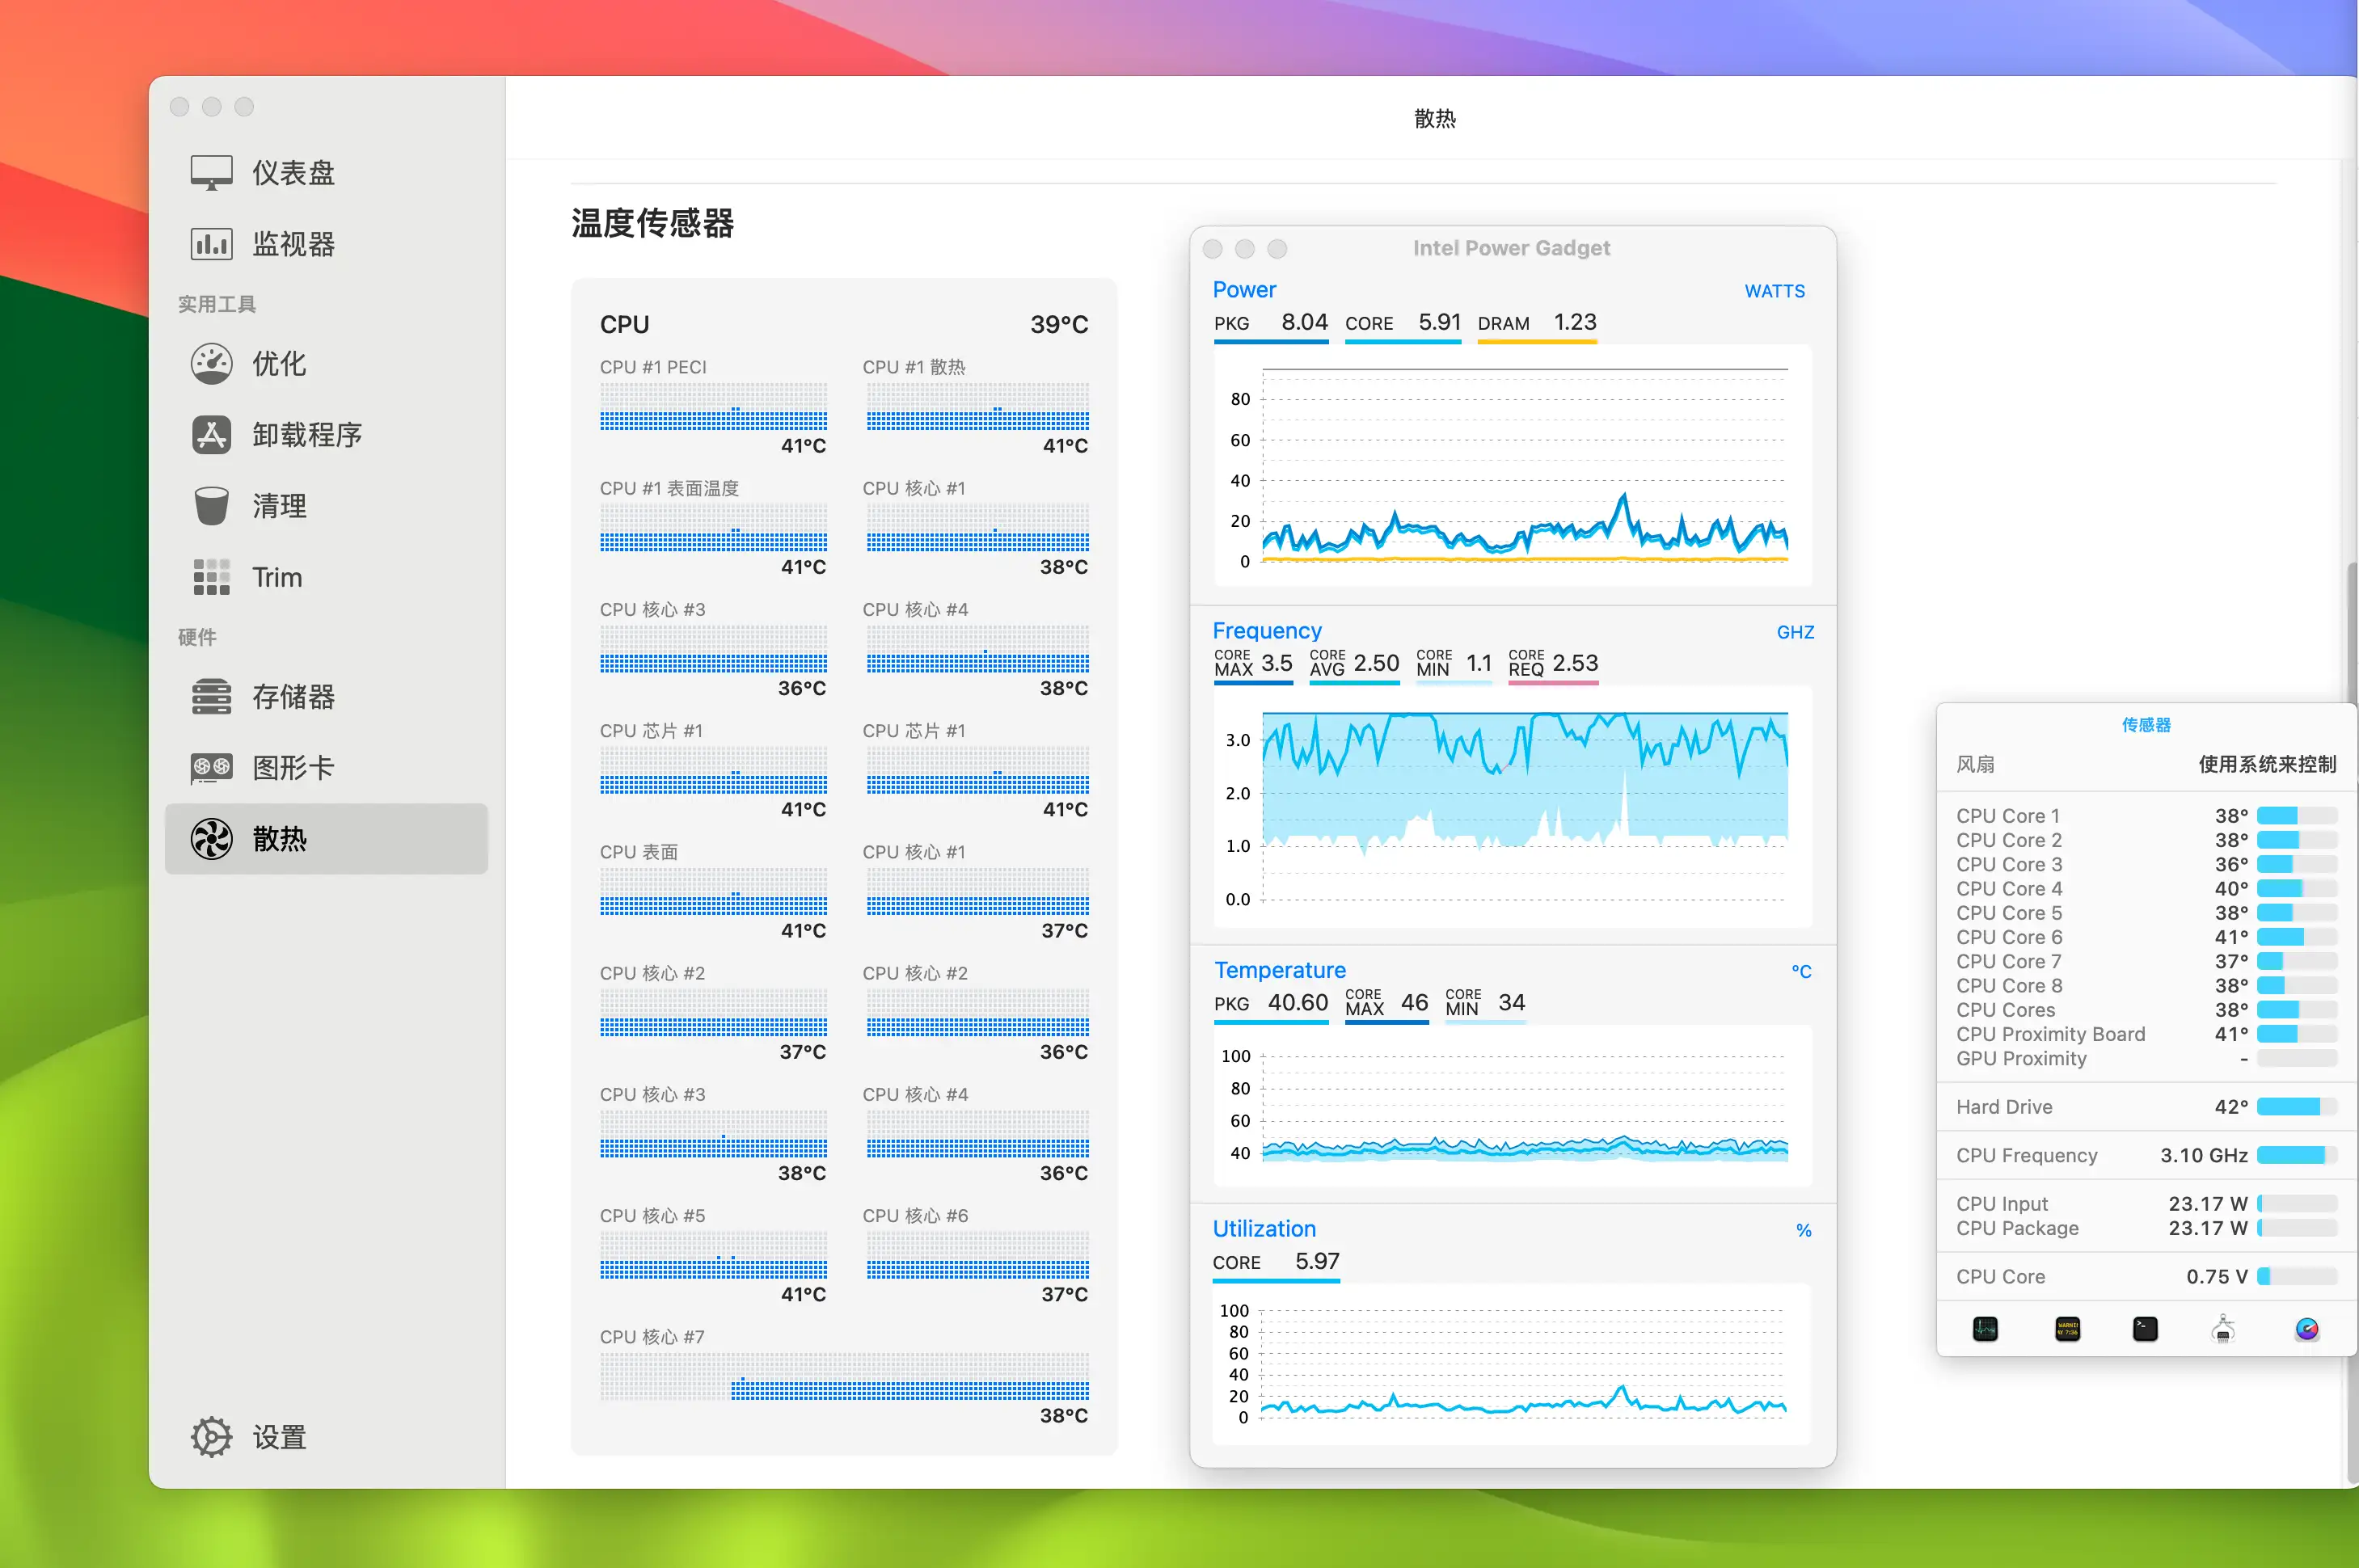 仪表盘
监视器
实用工具
优化
卸载程序
清理
Trim
硬件
存储器
图形卡
散热
设置
散热
温度传感器
CPU 39°C
CPU #1 PECI CPU #1 散热
41°C 41°C
CPU #1 表面温度 CPU 核心 #1
41°C 38°C
CPU 核心 #3 CPU 核心 #4
36°C 38°C
CPU 芯片 #1 CPU 芯片 #1
41°C 41°C
CPU 表面 CPU 核心 #1
41°C 37°C
CPU 核心 #2 CPU 核心 #2
37°C 36°C
CPU 核心 #3 CPU 核心 #4
38°C 36°C
CPU 核心 #5 CPU 核心 #6
41°C 37°C
CPU 核心 #7
38°C
Intel Power Gadget
Power WATTS
PKG 8.04 CORE 5.91 DRAM 1.23
80
60
40
20
0
Frequency GHZ
CORE MAX 3.5 CORE AVG 2.50 CORE MIN 1.1 CORE REQ 2.53
3.0
2.0
1.0
0.0
Temperature °C
PKG 40.60 CORE MAX 46 CORE MIN 34
100
80
60
40
Utilization %
CORE 5.97
100
80
60
40
20
0
传感器
风扇 使用系统来控制
CPU Core 1 38°
CPU Core 2 38°
CPU Core 3 36°
CPU Core 4 40°
CPU Core 5 38°
CPU Core 6 41°
CPU Core 7 37°
CPU Core 8 38°
CPU Cores 38°
CPU Proximity Board 41°
GPU Proximity -
Hard Drive 42°
CPU Frequency 3.10 GHz
CPU Input 23.17 W
CPU Package 23.17 W
CPU Core 0.75 V